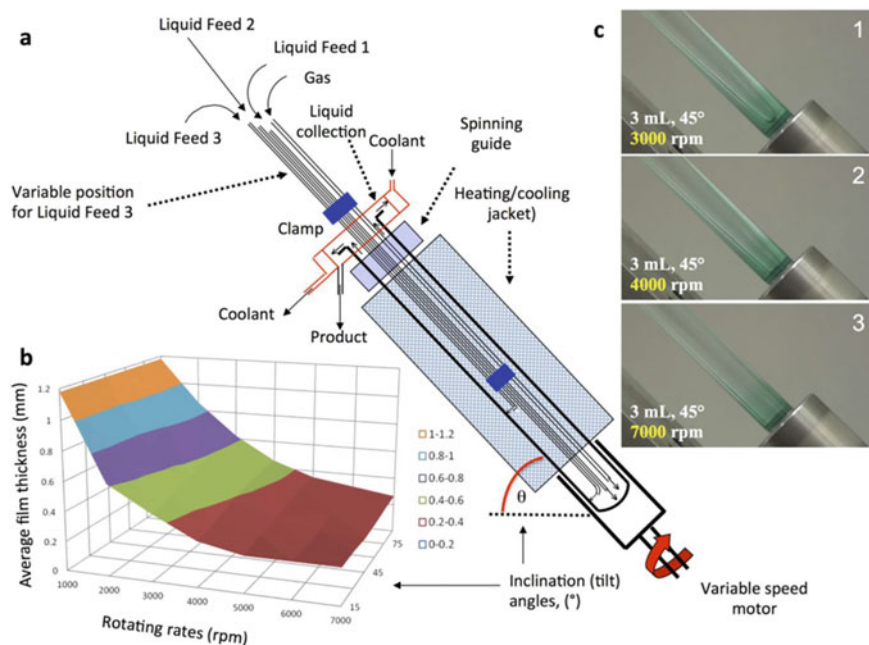 a
Liquid Feed 2
Liquid Feed 1
Gas
Liquid Feed 3
Liquid
collection
Coolant
Spinning
guide
Variable position
for Liquid Feed 3
Heating/cooling
jacket)
Clamp
Coolant
Product
θ
Inclination (tilt)
angles, (°)
Variable speed
motor
b
Average film thickness (mm)
1.2
1
0.8
0.6
0.4
0.2
0
1000
2000
3000
4000
5000
6000
7000
Rotating rates (rpm)
15
45
75
1-1.2
0.8-1
0.6-0.8
0.4-0.6
0.2-0.4
0-0.2
c
1
3 mL, 45°
3000 rpm
2
3 mL, 45°
4000 rpm
3
3 mL, 45°
7000 rpm